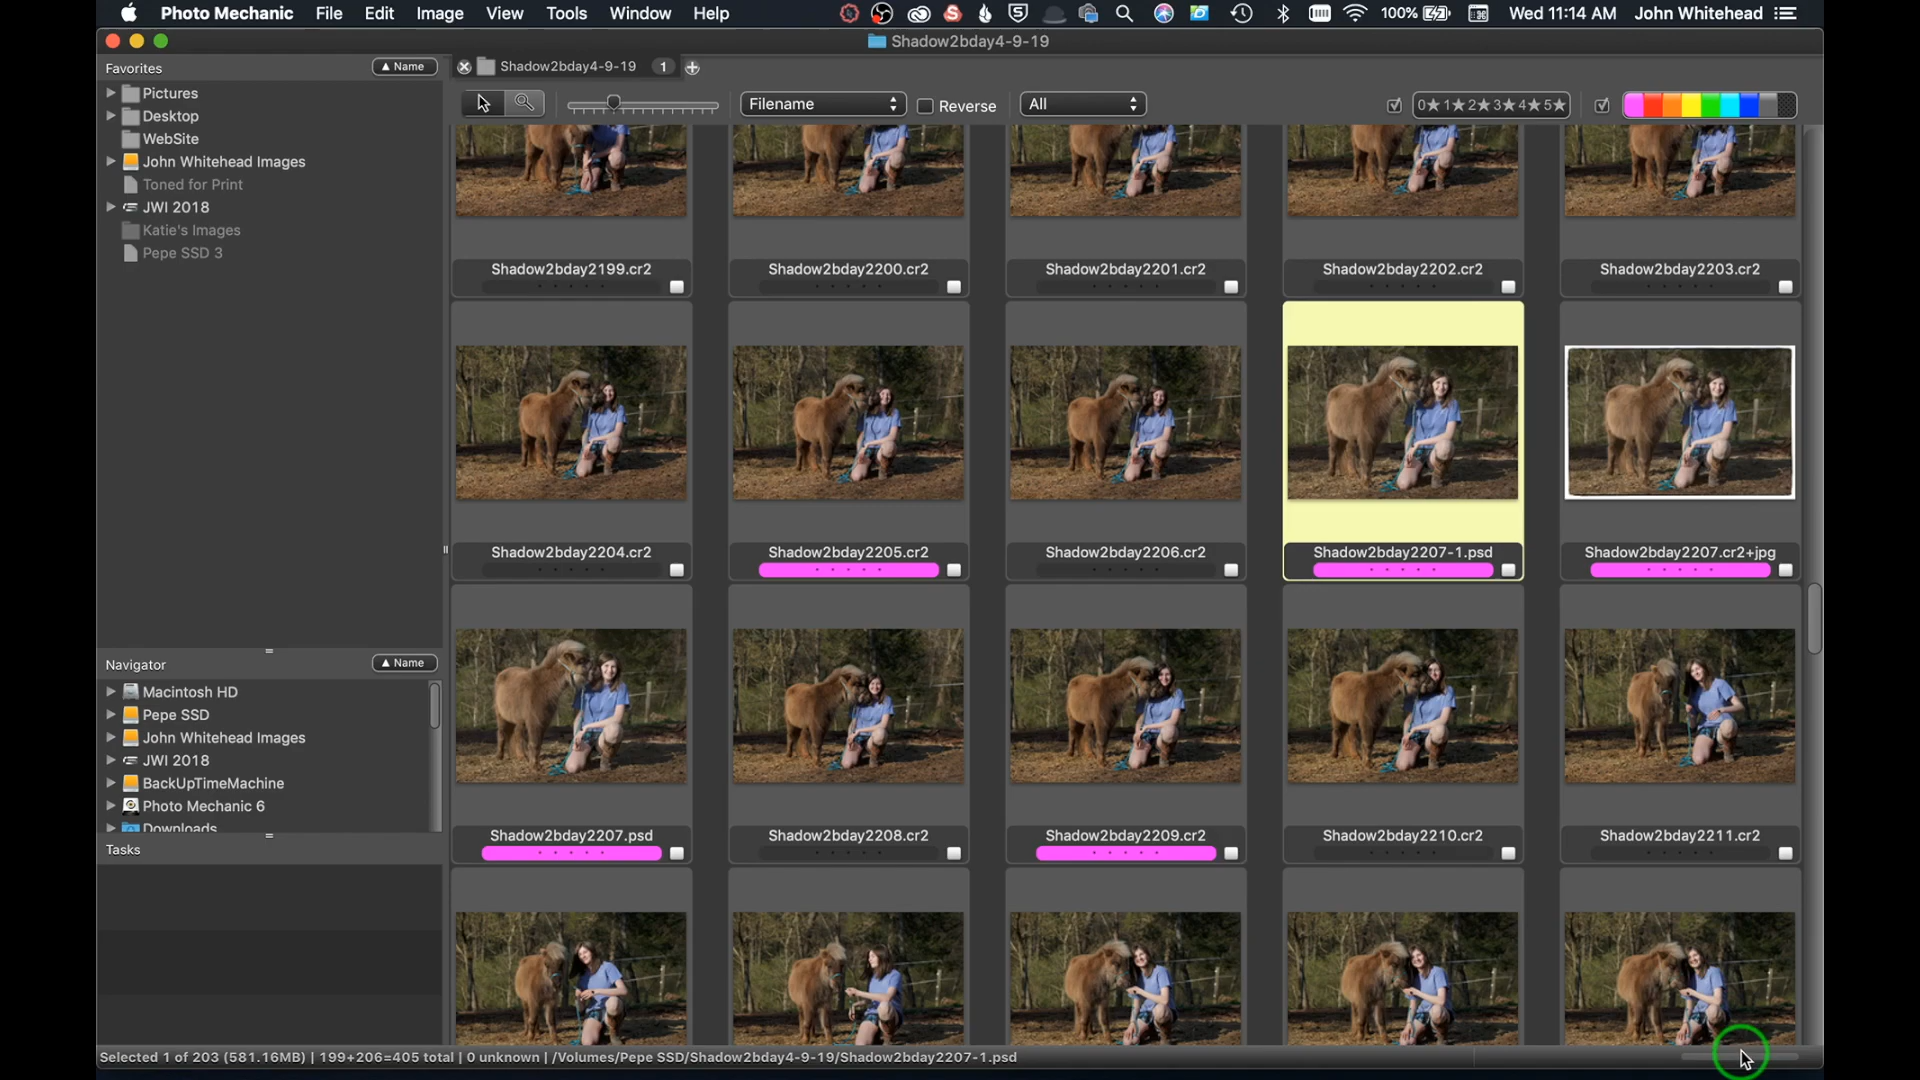 Photo Mechanic File Edit Image View Tools Window Help 100% Wed 11:14 AM John Whitehead
Shadow2bday4-9-19
Favorites ▲ Name
Pictures
Desktop
WebSite
John Whitehead Images
Toned for Print
JWI 2018
Katie's Images
Pepe SSD 3
Navigator ▲ Name
Macintosh HD
Pepe SSD
John Whitehead Images
JWI 2018
BackUpTimeMachine
Photo Mechanic 6
Downloads
Tasks
Shadow2bday4-9-19 1
Filename Reverse All 0★ 1★ 2★ 3★ 4★ 5★
Shadow2bday2199.cr2 Shadow2bday2200.cr2 Shadow2bday2201.cr2 Shadow2bday2202.cr2 Shadow2bday2203.cr2
Shadow2bday2204.cr2 Shadow2bday2205.cr2 Shadow2bday2206.cr2 Shadow2bday2207-1.psd Shadow2bday2207.cr2+jpg
Shadow2bday2207.psd Shadow2bday2208.cr2 Shadow2bday2209.cr2 Shadow2bday2210.cr2 Shadow2bday2211.cr2
Selected 1 of 203 (581.16MB) | 199+206=405 total | 0 unknown | /Volumes/Pepe SSD/Shadow2bday4-9-19/Shadow2bday2207-1.psd